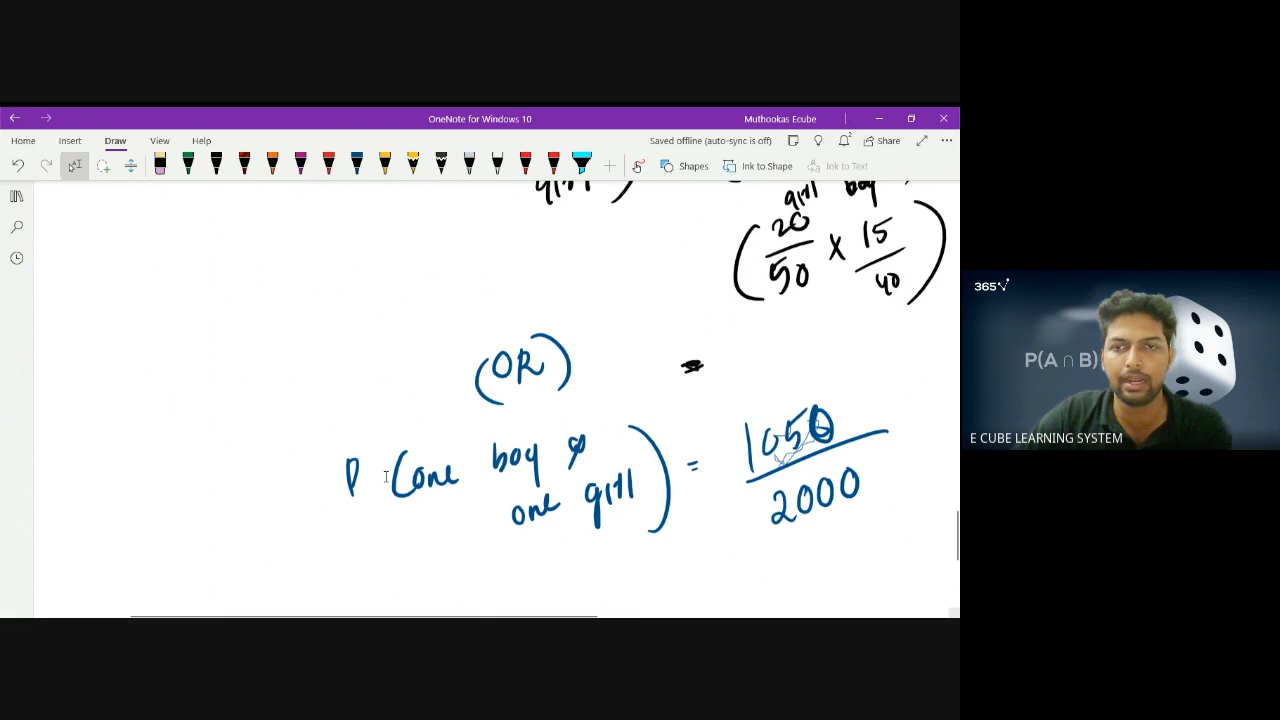 OneNote for Windows 10
Muthookas Ecube
Home Insert Draw View Help
Saved offline (auto-sync is off)
Share
Shapes
Ink to Shape
Ink to Text
girl )
girl boy
( 20/50 X 15/40 )
(OR)
P (one boy &
one girl) = 1050/2000
365
P(A ∩ B)
E CUBE LEARNING SYSTEM